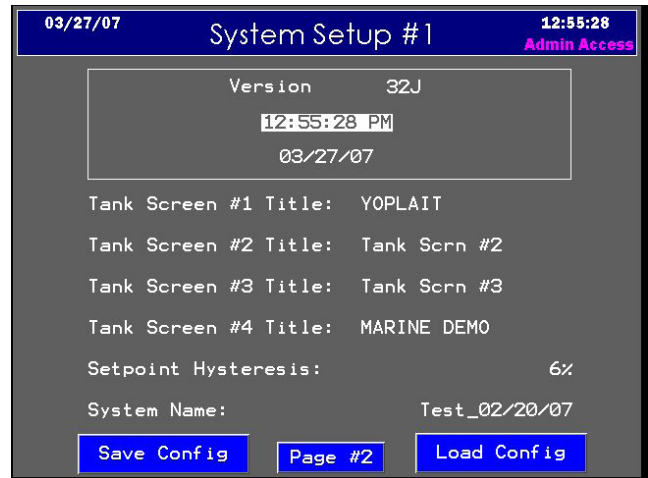 03/27/07 System Setup #1 12:55:28
Admin Access
Version 32J
12:55:28 PM
03/27/07
Tank Screen #1 Title: YOPLAIT
Tank Screen #2 Title: Tank Scrn #2
Tank Screen #3 Title: Tank Scrn #3
Tank Screen #4 Title: MARINE DEMO
Setpoint Hysteresis: 6%
System Name: Test_02/20/07
Save Config Page #2 Load Config